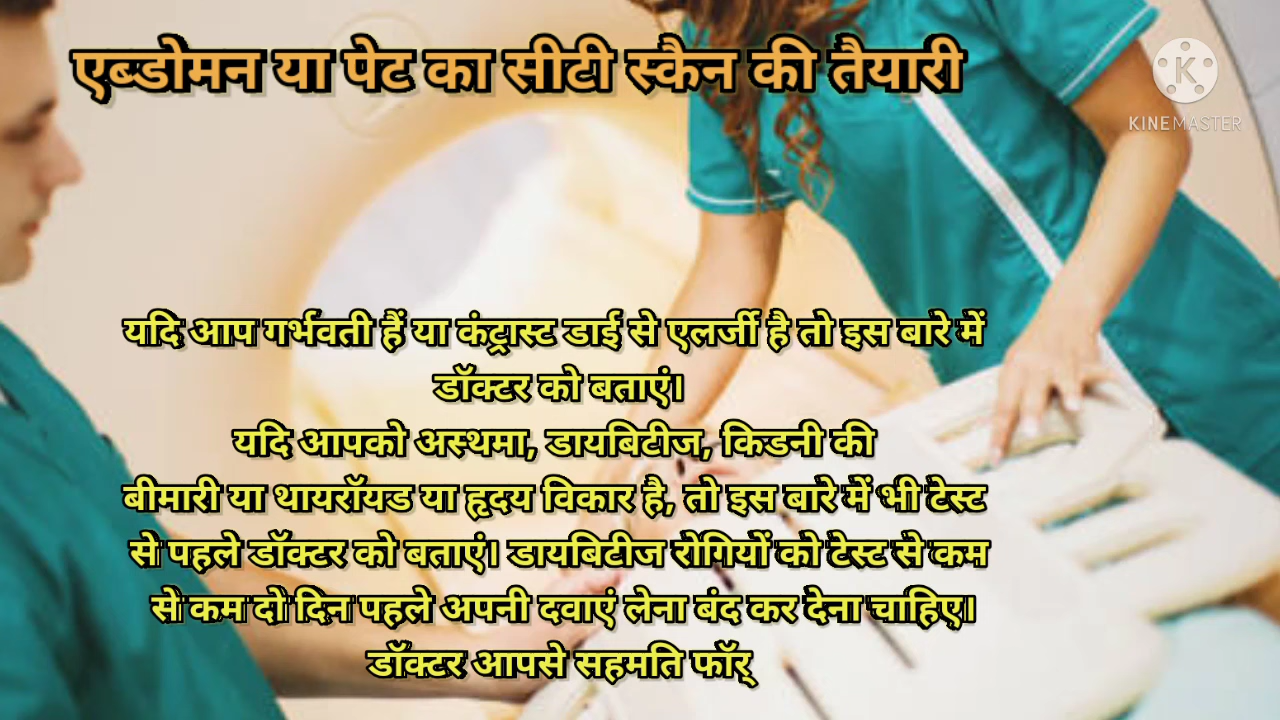 एब्डोमन या पेट का सीटी स्कैन की तैयारी
KINEMASTER
यदि आप गर्भवती हैं या कंट्रास्ट डाई से एलर्जी है तो इस बारे में
डॉक्टर को बताएं।
यदि आपको अस्थमा, डायबिटीज, किडनी की
बीमारी या थायरॉयड या हृदय विकार है, तो इस बारे में भी टेस्ट
से पहले डॉक्टर को बताएं। डायबिटीज रोगियों को टेस्ट से कम
से कम दो दिन पहले अपनी दवाएं लेना बंद कर देना चाहिए।
डॉक्टर आपसे सहमति फॉर्